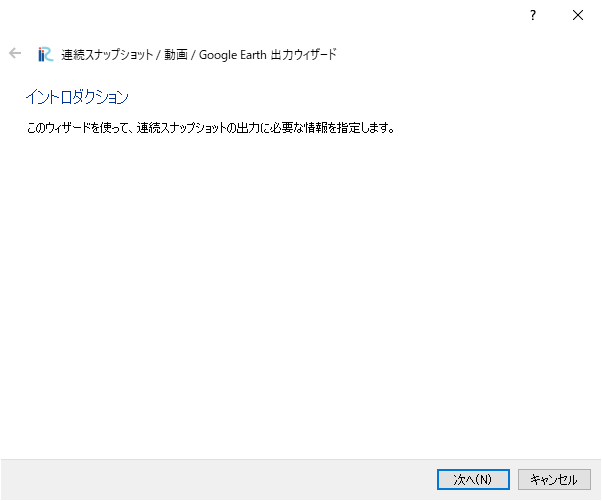 ?
連続スナップショット / 動画 / Google Earth 出力ウィザード
イントロダクション
このウィザードを使って、連続スナップショットの出力に必要な情報を指定します。
次へ(N)
キャンセル